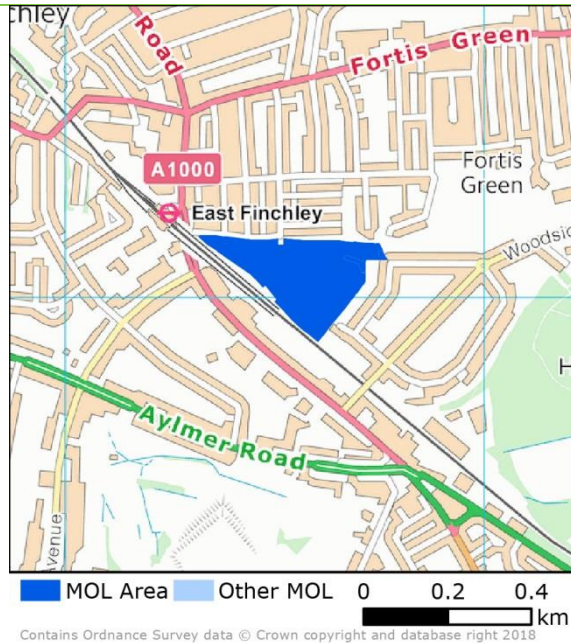 chley
Road
Fortis Green
A1000
Fortis
Green
East Finchley
Woodsid
H
Aylmer Road
Avenue
MOL Area
Other MOL
0 0.2 0.4
km
Contains Ordnance Survey data © Crown copyright and database right 2018